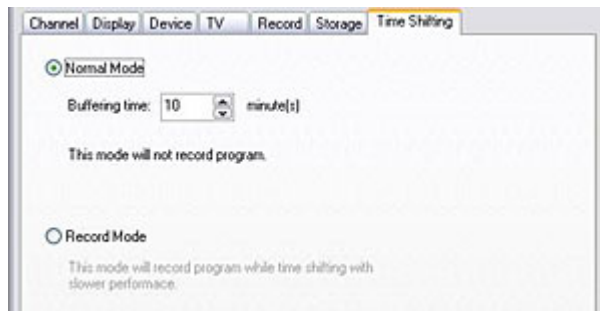 Channel Display Device TV Record Storage Time Shifting
Normal Mode
Buffering time: 10 minute(s)
This mode will not record program.
Record Mode
This mode will record program while time shifting with
slower performace.